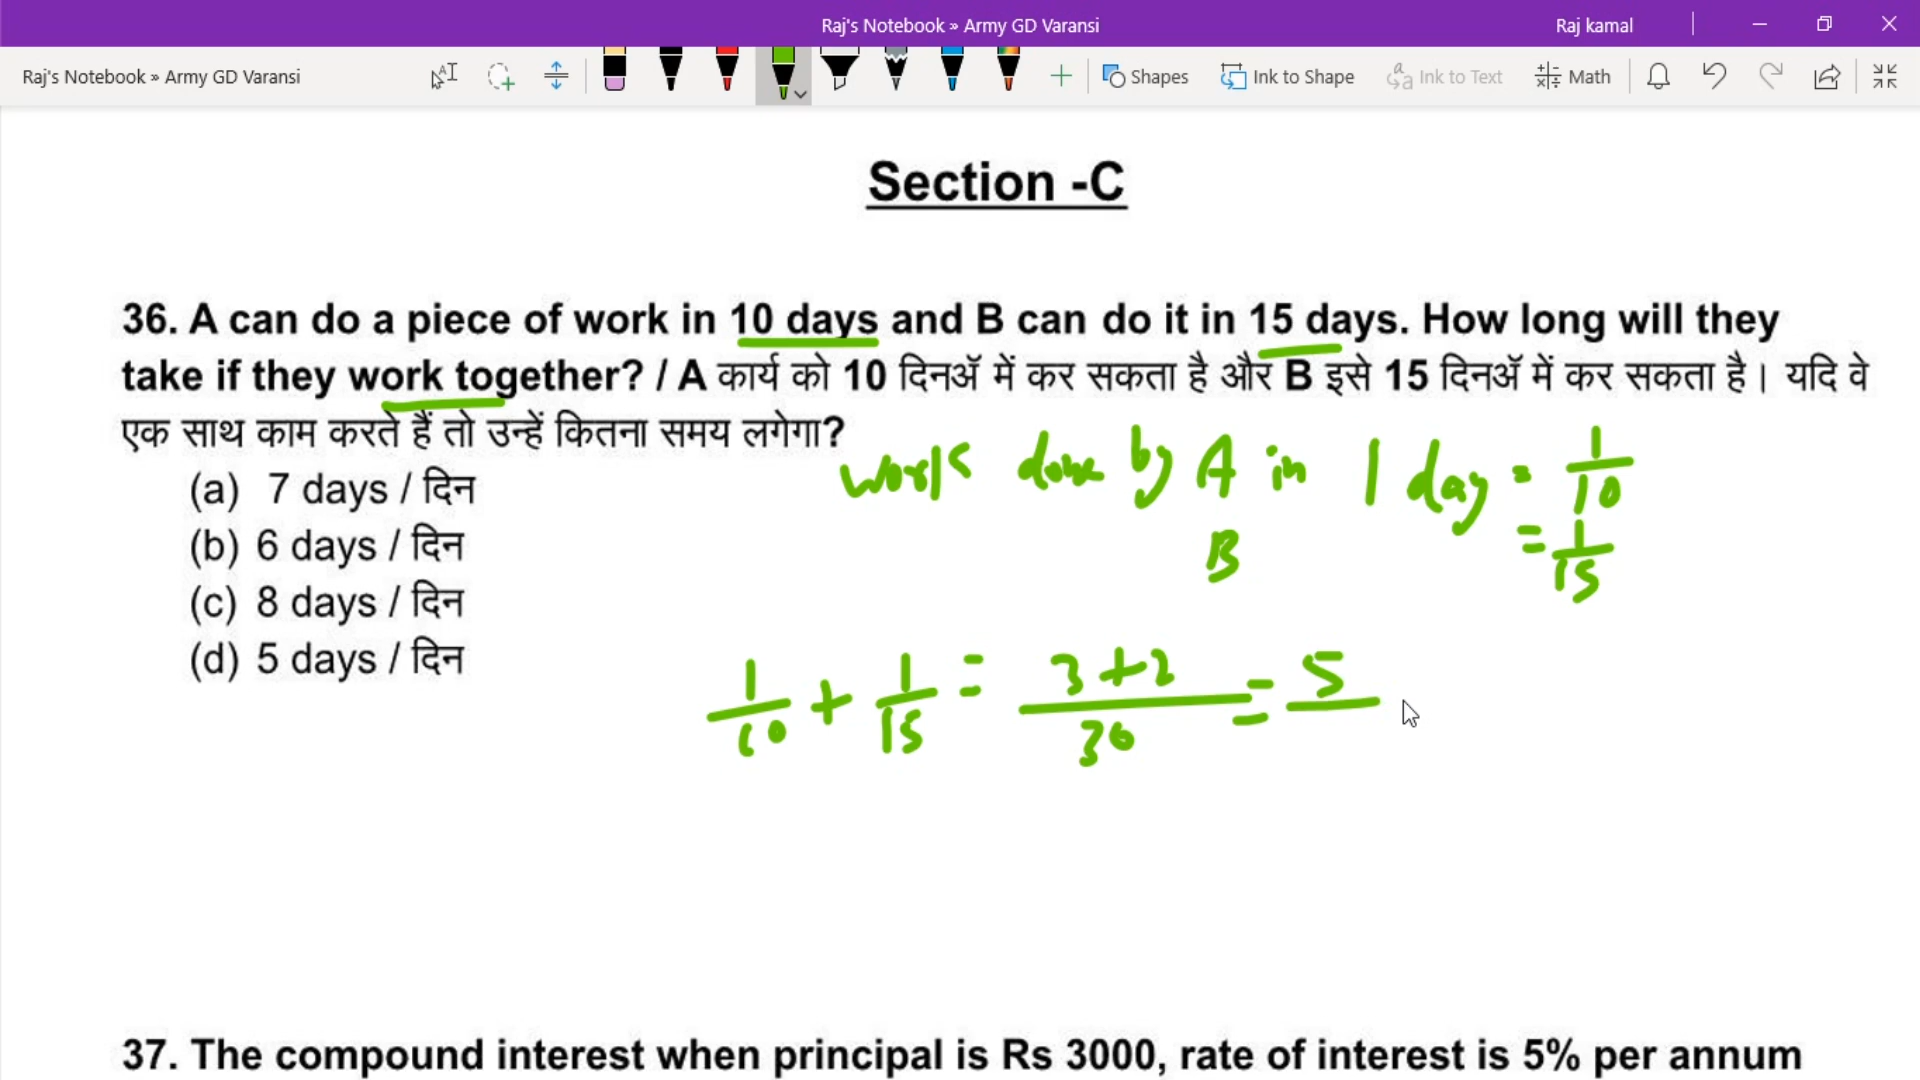 Raj's Notebook » Army GD Varansi
Raj kamal
Raj's Notebook » Army GD Varansi
Shapes
Ink to Shape
Ink to Text
Math
Section -C
36. A can do a piece of work in 10 days and B can do it in 15 days. How long will they
take if they work together? / A कार्य को 10 दिनऑ में कर सकता है और B इसे 15 दिनऑ में कर सकता है। यदि वे
एक साथ काम करते हैं तो उन्हें कितना समय लगेगा?
work done by A in 1 day = 1/10
B = 1/15
(a) 7 days / दिन
(b) 6 days / दिन
(c) 8 days / दिन
(d) 5 days / दिन
1/10 + 1/15 = 3+2/30 = 5
37. The compound interest when principal is Rs 3000, rate of interest is 5% per annum